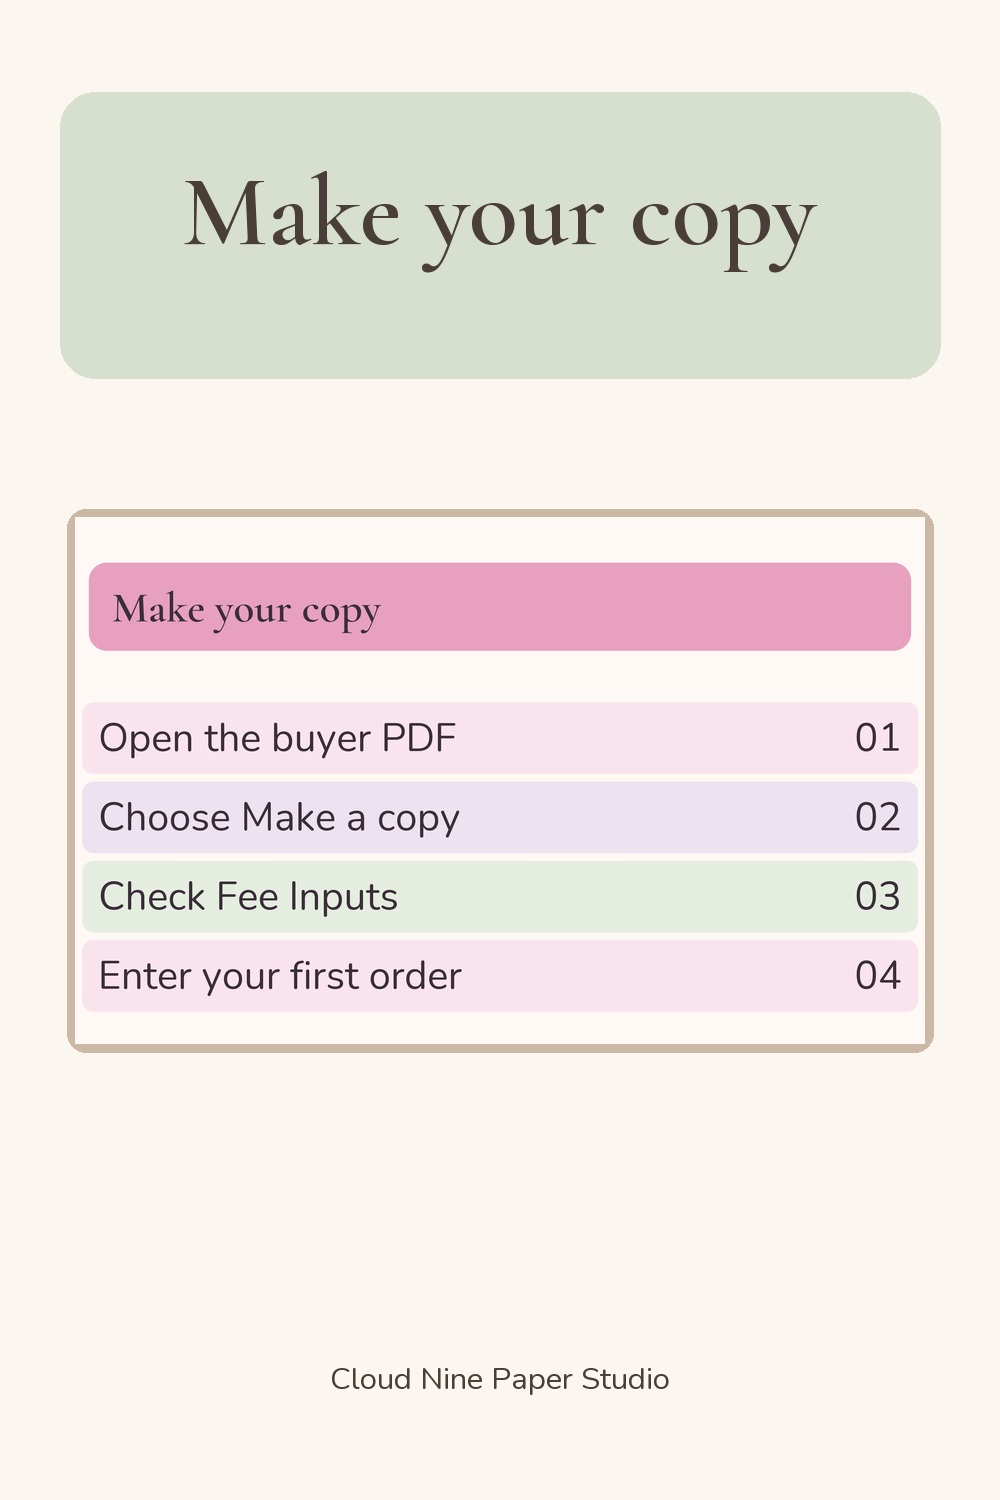 Make your copy
Make your copy
Open the buyer PDF 01
Choose Make a copy 02
Check Fee Inputs 03
Enter your first order 04
Cloud Nine Paper Studio